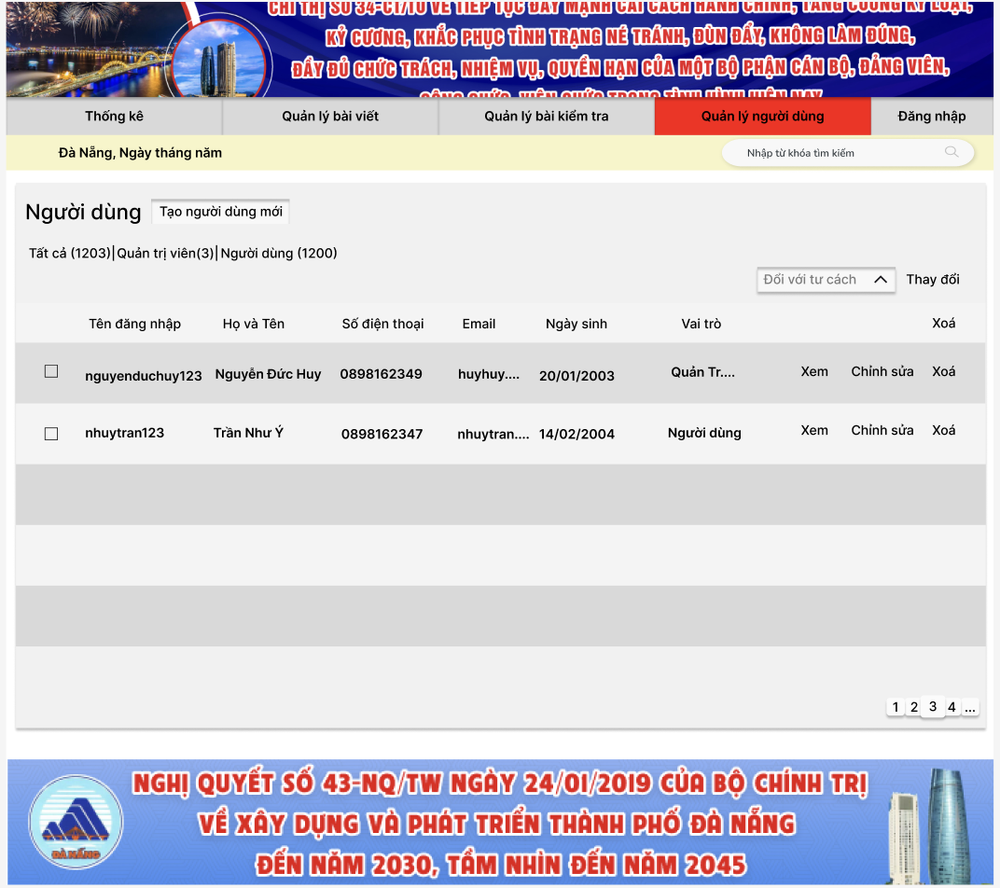 CHỈ THỊ SỐ 34-CT/TU VỀ TIẾP TỤC ĐẨY MẠNH CẢI CÁCH HÀNH CHÍNH, TĂNG CƯỜNG KỶ LUẬT,
KỶ CƯƠNG, KHẮC PHỤC TÌNH TRẠNG NÉ TRÁNH, ĐÙN ĐẨY, KHÔNG LÀM ĐÚNG,
ĐẦY ĐỦ CHỨC TRÁCH, NHIỆM VỤ, QUYỀN HẠN CỦA MỘT BỘ PHẬN CÁN BỘ, ĐẢNG VIÊN,
CÔNG CHỨC, VIÊN CHỨC TRONG TÌNH HÌNH HIỆN NAY
Thống kê Quản lý bài viết Quản lý bài kiểm tra Quản lý người dùng Đăng nhập
Đà Nẵng, Ngày tháng năm Nhập từ khóa tìm kiếm
Người dùng Tạo người dùng mới
Tất cả (1203)|Quản trị viên(3)|Người dùng (1200)
Đối với tư cách Thay đổi
Tên đăng nhập Họ và Tên Số điện thoại Email Ngày sinh Vai trò Xoá
nguyenduchuy123 Nguyễn Đức Huy 0898162349 huyhuy.... 20/01/2003 Quản Tr.... Xem Chỉnh sửa Xoá
nhuytran123 Trần Như Ý 0898162347 nhuytran.... 14/02/2004 Người dùng Xem Chỉnh sửa Xoá
1 2 3 4 ...
NGHỊ QUYẾT SỐ 43-NQ/TW NGÀY 24/01/2019 CỦA BỘ CHÍNH TRỊ
VỀ XÂY DỰNG VÀ PHÁT TRIỂN THÀNH PHỐ ĐÀ NẴNG
ĐẾN NĂM 2030, TẦM NHÌN ĐẾN NĂM 2045
ĐÀ NẴNG